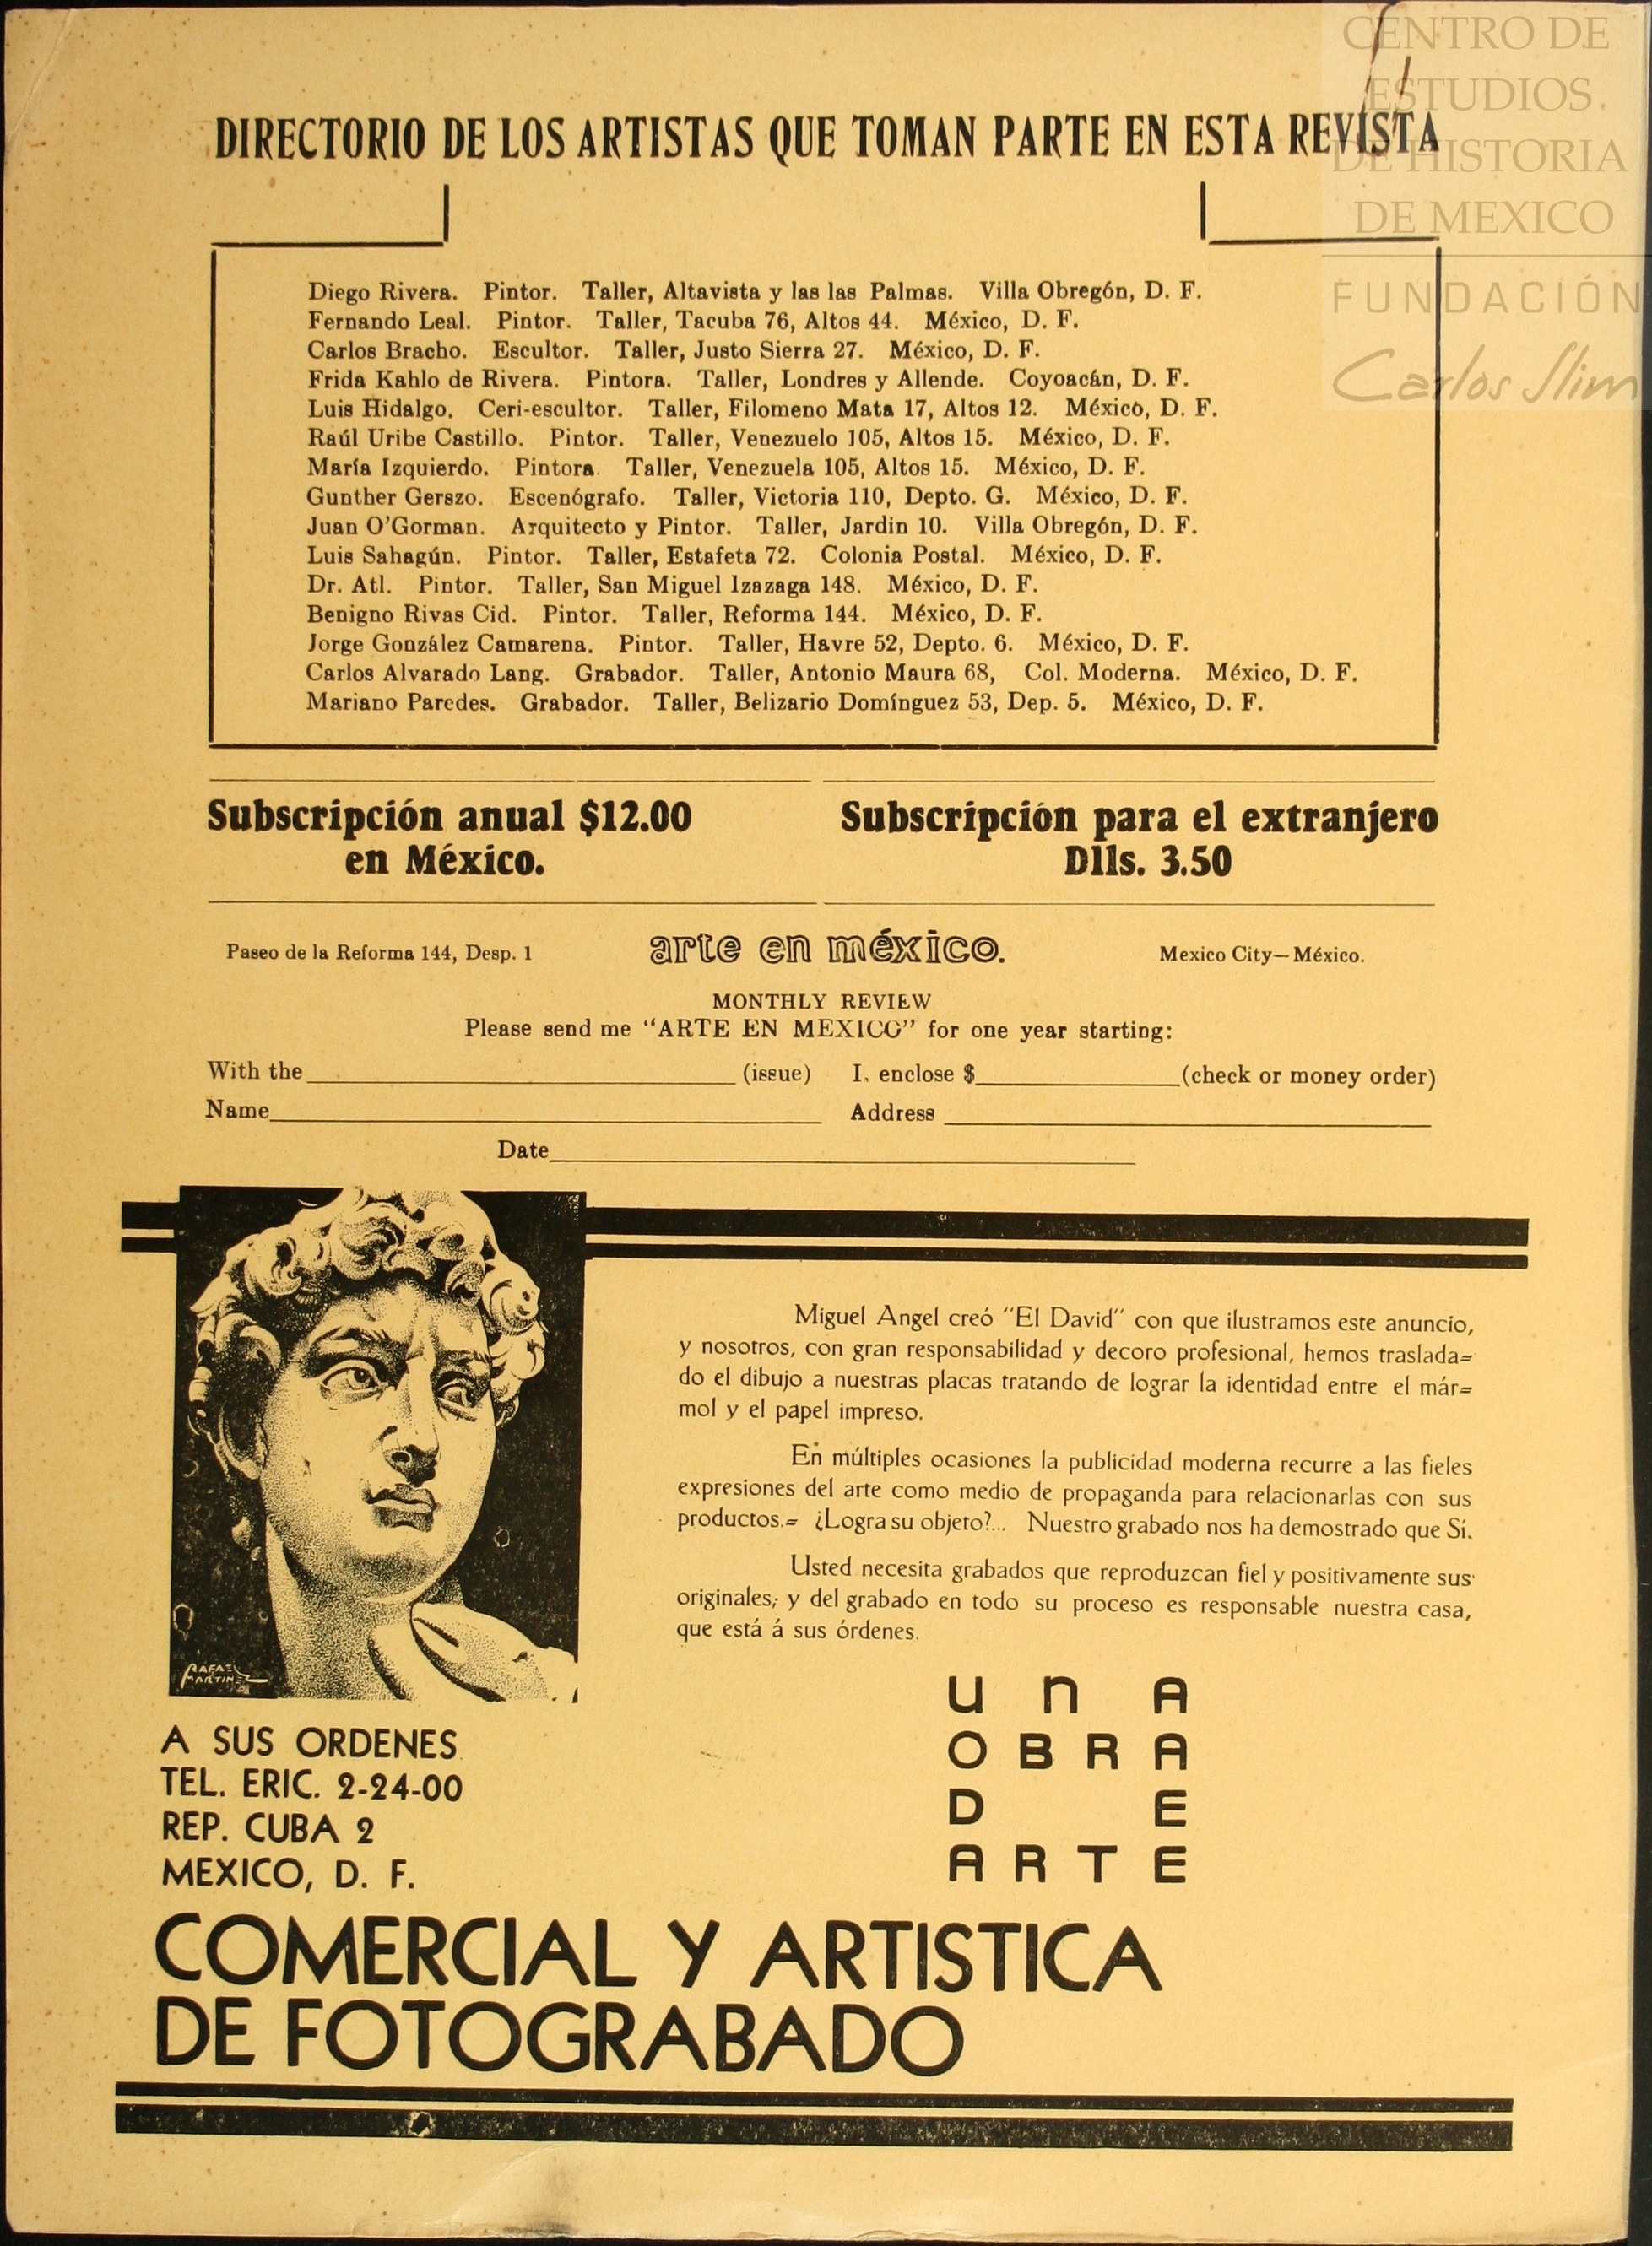 CENTRO DE
ESTUDIOS
DE HISTORIA
DE MEXICO
FUNDACIÓN
Carlos Slim
DIRECTORIO DE LOS ARTISTAS QUE TOMAN PARTE EN ESTA REVISTA
Diego Rivera. Pintor. Taller, Altavista y las las Palmas. Villa Obregón, D. F.
Fernando Leal. Pintor. Taller, Tacuba 76, Altos 44. México, D. F.
Carlos Bracho. Escultor. Taller, Justo Sierra 27. México, D. F.
Frida Kahlo de Rivera. Pintora. Taller, Londres y Allende. Coyoacán, D. F.
Luis Hidalgo. Ceri-escultor. Taller, Filomeno Mata 17, Altos 12. México, D. F.
Raúl Uribe Castillo. Pintor. Taller, Venezuelo 105, Altos 15. México, D. F.
María Izquierdo. Pintora. Taller, Venezuela 105, Altos 15. México, D. F.
Gunther Gerszo. Escenógrafo. Taller, Victoria 110, Depto. G. México, D. F.
Juan O'Gorman. Arquitecto y Pintor. Taller, Jardin 10. Villa Obregón, D. F.
Luis Sahagún. Pintor. Taller, Estafeta 72. Colonia Postal. México, D. F.
Dr. Atl. Pintor. Taller, San Miguel Izazaga 148. México, D. F.
Benigno Rivas Cid. Pintor. Taller, Reforma 144. México, D. F.
Jorge González Camarena. Pintor. Taller, Havre 52, Depto. 6. México, D. F.
Carlos Alvarado Lang. Grabador. Taller, Antonio Maura 68, Col. Moderna. México, D. F.
Mariano Paredes. Grabador. Taller, Belizario Domínguez 53, Dep. 5. México, D. F.
Subscripción anual $12.00
en México.
Subscripción para el extranjero
Dlls. 3.50
Paseo de la Reforma 144, Desp. 1 arte en méxico. Mexico City—México.
MONTHLY REVIEW
Please send me "ARTE EN MEXICO" for one year starting:
With the (issue) I, enclose $ (check or money order)
Name Address
Date
Miguel Angel creó "El David" con que ilustramos este anuncio,
y nosotros, con gran responsabilidad y decoro profesional, hemos traslada=
do el dibujo a nuestras placas tratando de lograr la identidad entre el már=
mol y el papel impreso.
En múltiples ocasiones la publicidad moderna recurre a las fieles
expresiones del arte como medio de propaganda para relacionarlas con sus
productos.= ¿Logra su objeto?... Nuestro grabado nos ha demostrado que Sí.
Usted necesita grabados que reproduzcan fiel y positivamente sus
originales; y del grabado en todo su proceso es responsable nuestra casa,
que está á sus órdenes.
RAFAEL
MARTINEZ
UnA
OBRA
DE
ARTE
A SUS ORDENES
TEL. ERIC. 2-24-00
REP. CUBA 2
MEXICO, D. F.
COMERCIAL Y ARTISTICA
DE FOTOGRABADO